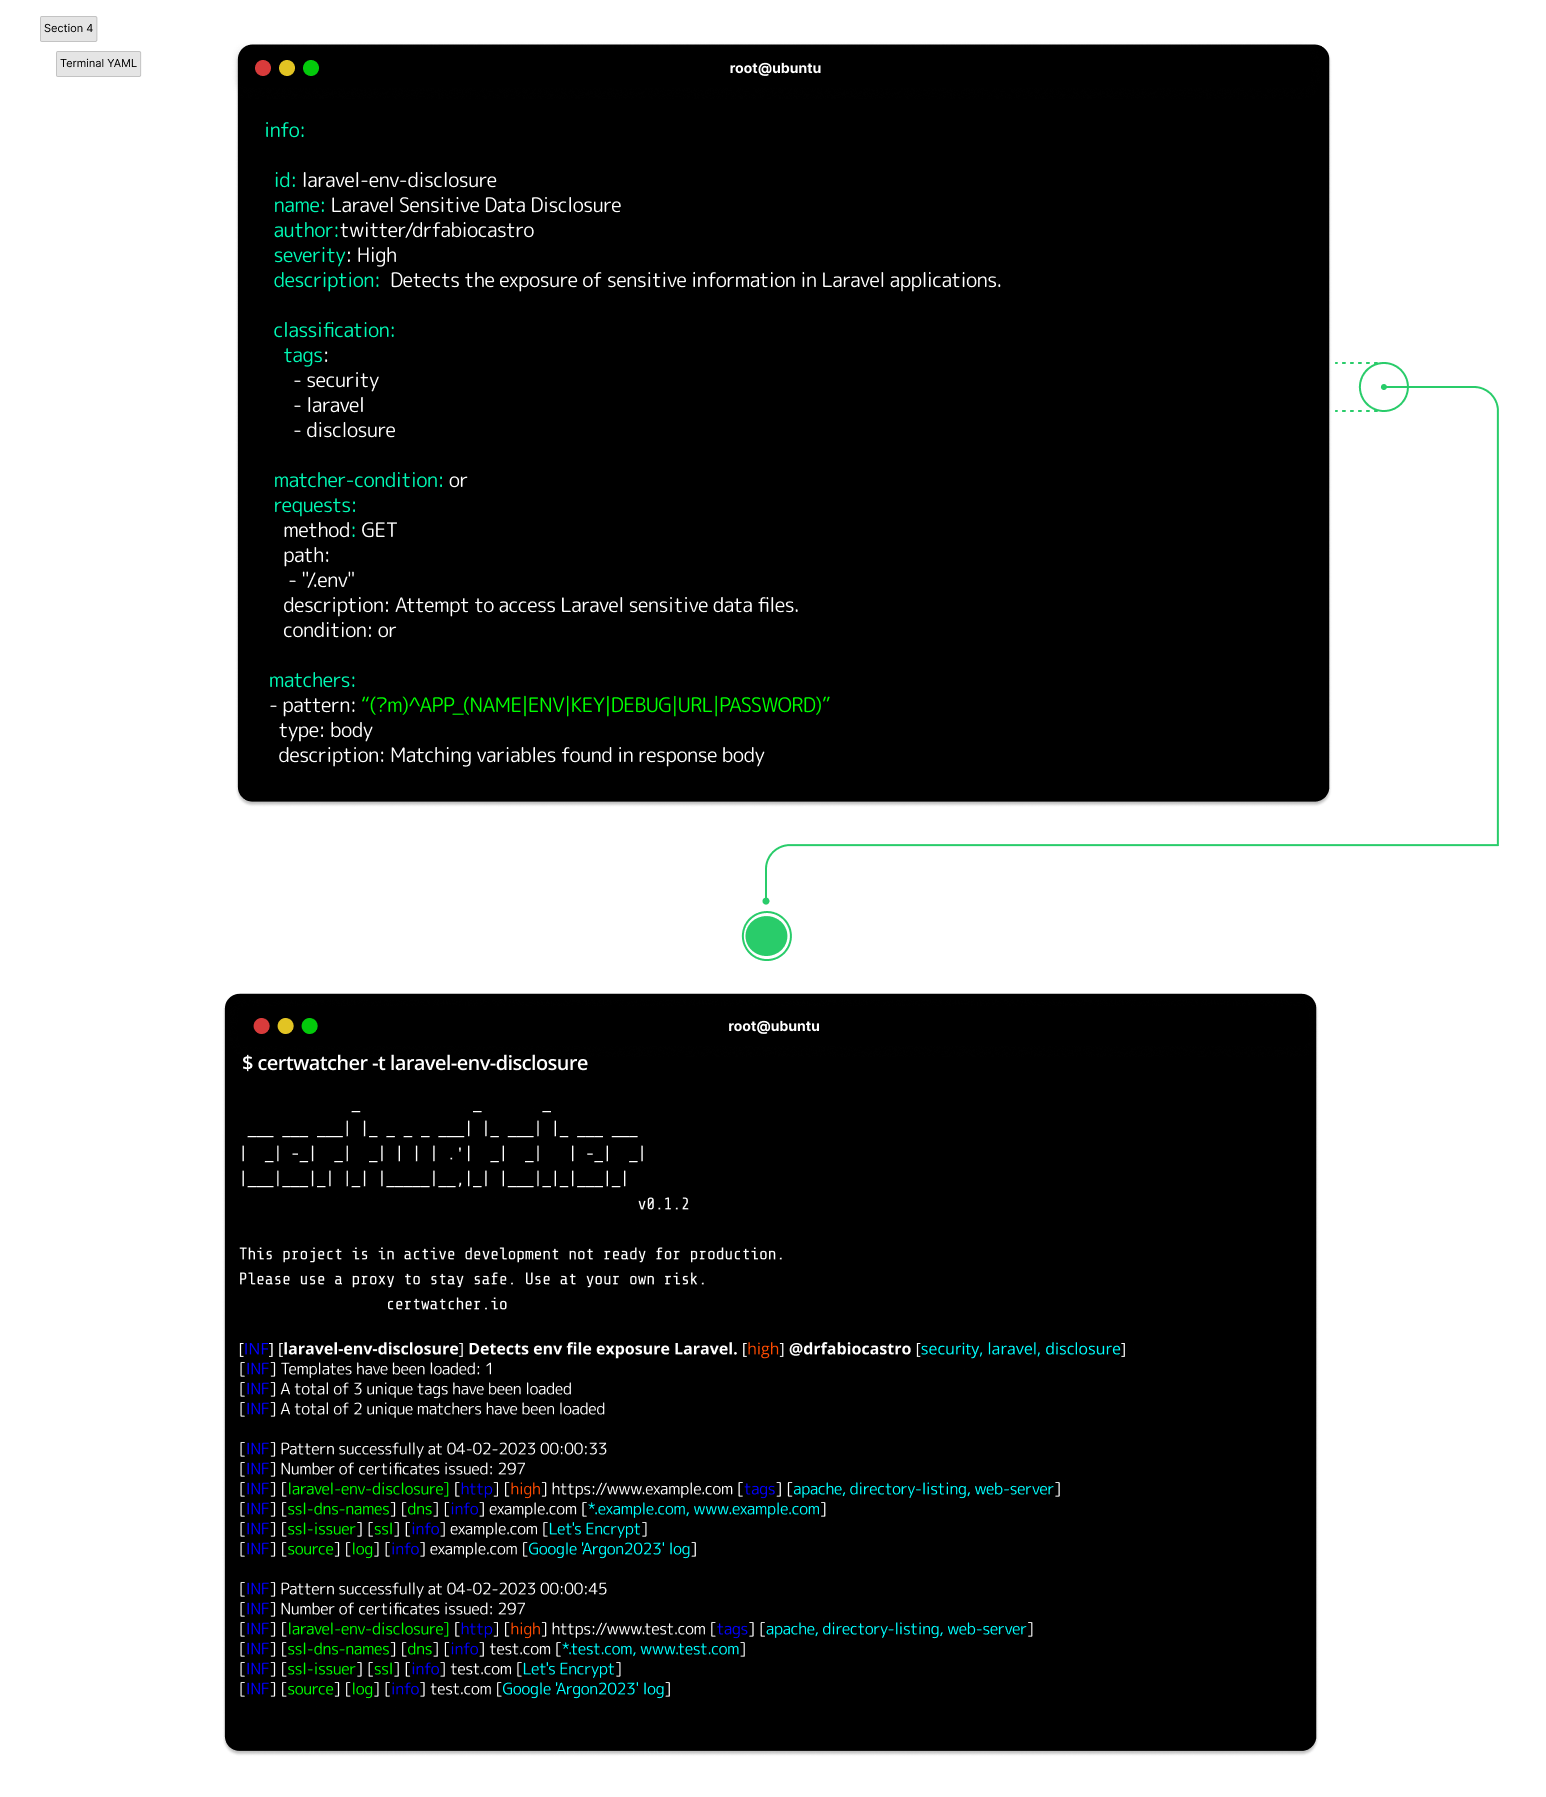 Section 4
Terminal YAML
root@ubuntu
info:
id: laravel-env-disclosure
name: Laravel Sensitive Data Disclosure
author:twitter/drfabiocastro
severity: High
description:  Detects the exposure of sensitive information in Laravel applications.
classification:
tags:
- security
- laravel
- disclosure
matcher-condition: or
requests:
method: GET
path:
- "/.env"
description: Attempt to access Laravel sensitive data files.
condition: or
matchers:
- pattern: “(?m)^APP_(NAME|ENV|KEY|DEBUG|URL|PASSWORD)”
type: body
description: Matching variables found in response body
root@ubuntu
$ certwatcher -t laravel-env-disclosure
             _             _       _
 ___ ___ ___| |_ _ _ _ ___| |_ ___| |_ ___ ___
|  _| -_|  _|  _| | | | .'|  _|  _|   | -_|  _|
|___|___|_| |_| |_____|__,|_| |___|_|_|___|_|
v0.1.2
This project is in active development not ready for production.
Please use a proxy to stay safe. Use at your own risk.
certwatcher.io
[INF] [laravel-env-disclosure] Detects env file exposure Laravel. [high] @drfabiocastro [security, laravel, disclosure]
[INF] Templates have been loaded: 1
[INF] A total of 3 unique tags have been loaded
[INF] A total of 2 unique matchers have been loaded
[INF] Pattern successfully at 04-02-2023 00:00:33
[INF] Number of certificates issued: 297
[INF] [laravel-env-disclosure] [http] [high] https://www.example.com [tags] [apache, directory-listing, web-server]
[INF] [ssl-dns-names] [dns] [info] example.com [*.example.com, www.example.com]
[INF] [ssl-issuer] [ssl] [info] example.com [Let's Encrypt]
[INF] [source] [log] [info] example.com [Google 'Argon2023' log]
[INF] Pattern successfully at 04-02-2023 00:00:45
[INF] Number of certificates issued: 297
[INF] [laravel-env-disclosure] [http] [high] https://www.test.com [tags] [apache, directory-listing, web-server]
[INF] [ssl-dns-names] [dns] [info] test.com [*.test.com, www.test.com]
[INF] [ssl-issuer] [ssl] [info] test.com [Let's Encrypt]
[INF] [source] [log] [info] test.com [Google 'Argon2023' log]